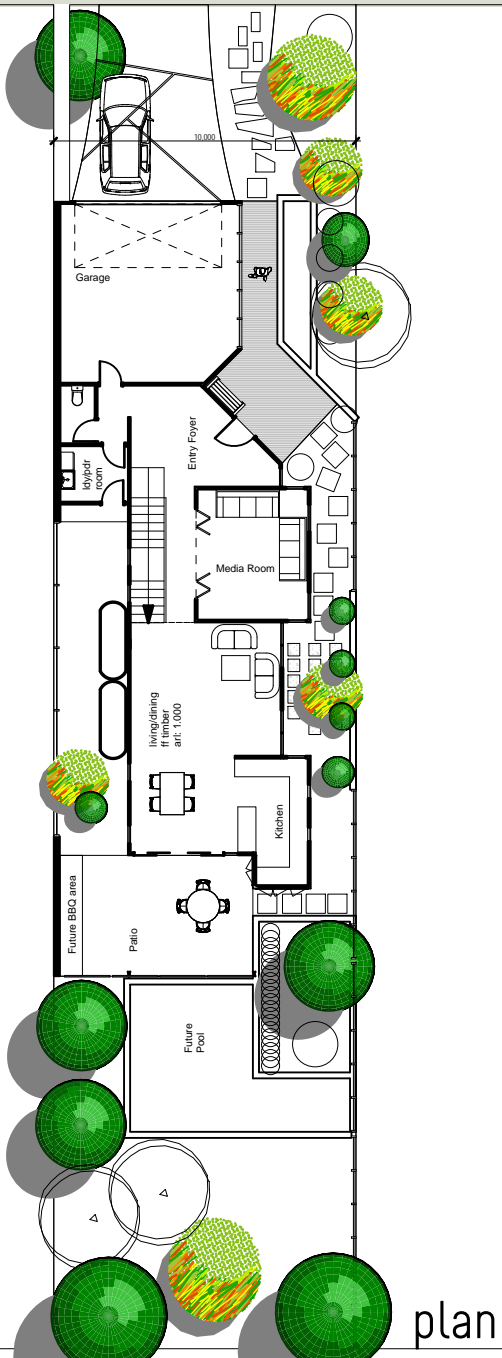 10.000
Garage
Entry Foyer
ldy/pdr
room
Media Room
living/dining
ff timber
arl: 1.000
Kitchen
Future BBQ area
Patio
Future
Pool
plan